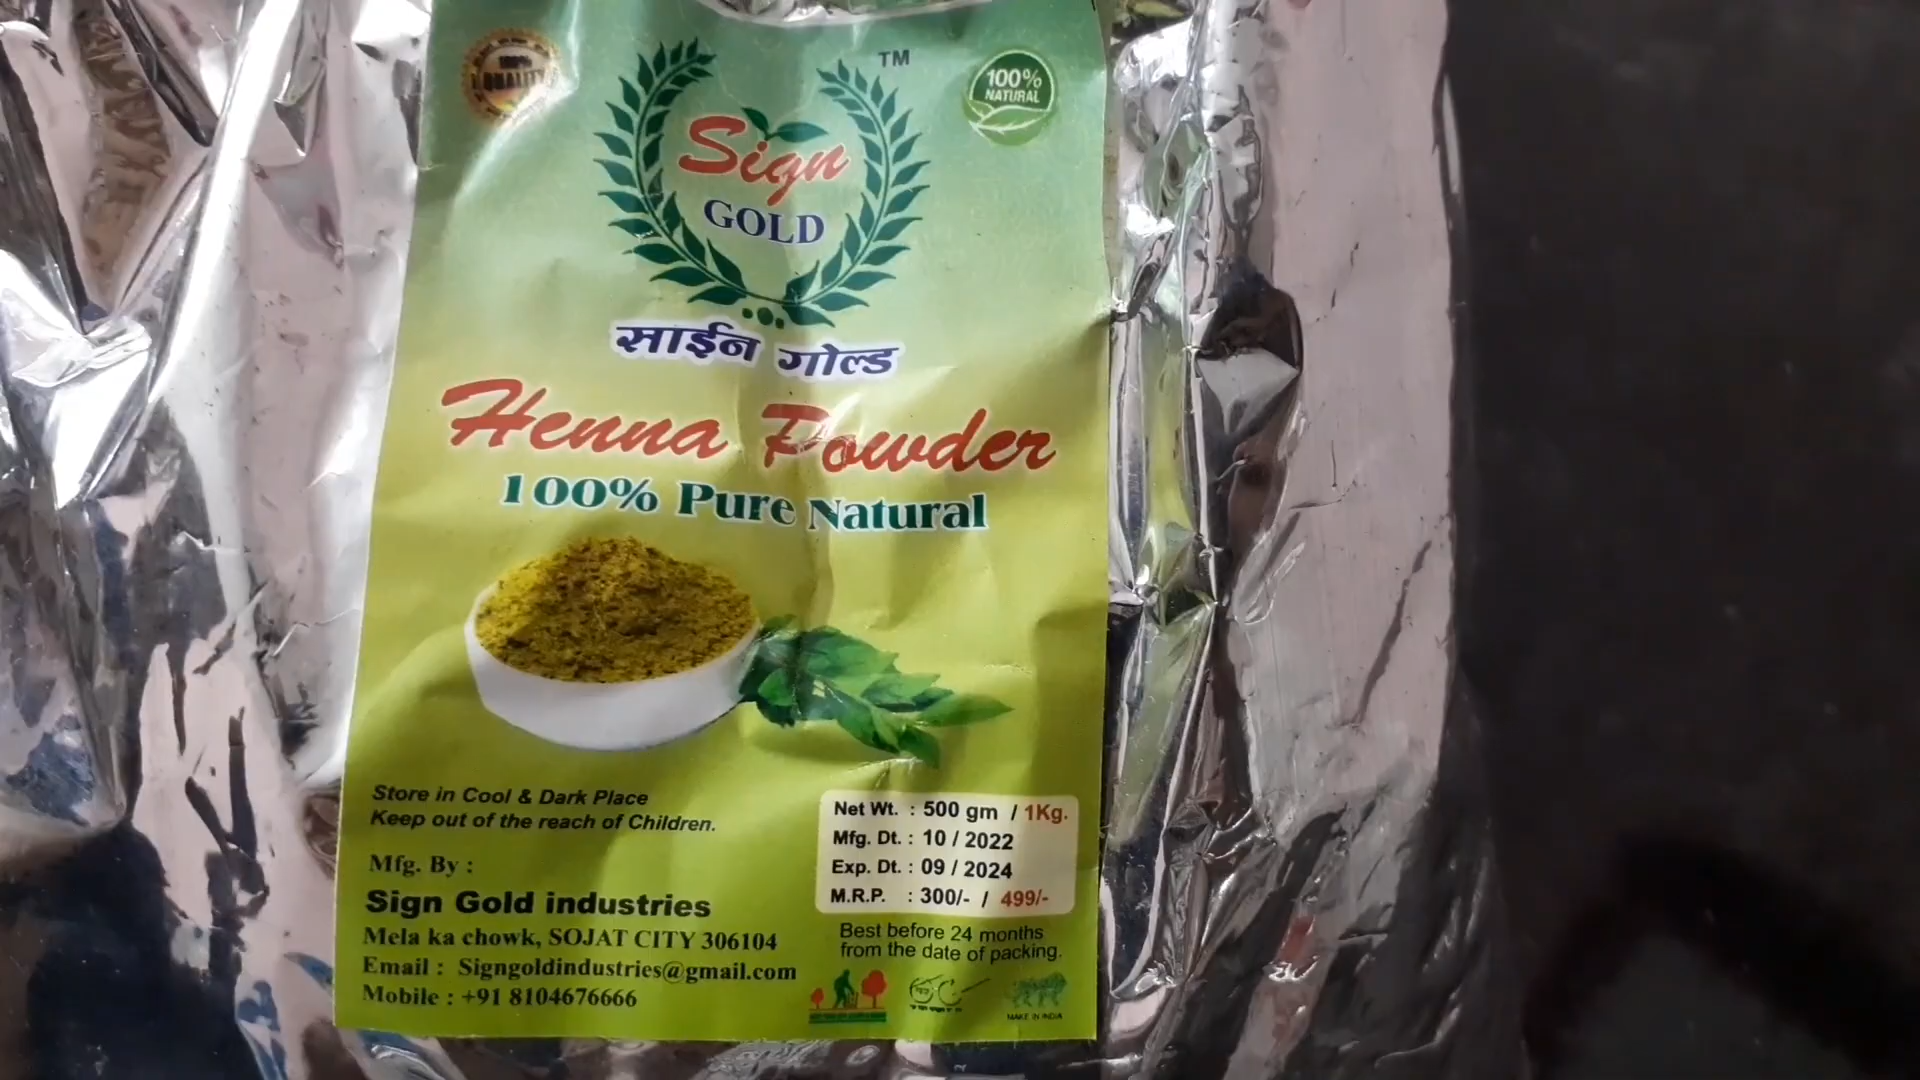 100%
QUALITY
TM
100%
NATURAL
Sign
GOLD
साईन गोल्ड
Henna Powder
100% Pure Natural
Store in Cool & Dark Place
Keep out of the reach of Children.
Mfg. By :
Sign Gold industries
Mela ka chowk, SOJAT CITY 306104
Email : Signgoldindustries@gmail.com
Mobile : +91 8104676666
Net Wt. : 500 gm / 1Kg.
Mfg. Dt. : 10 / 2022
Exp. Dt. : 09 / 2024
M.R.P. : 300/- / 499/-
Best before 24 months
from the date of packing.
MAKE IN INDIA